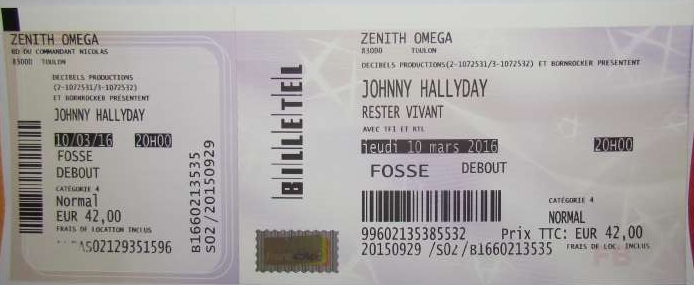 ZENITH OMEGA
BD DU COMMANDANT NICOLAS
83000 TOULON
DECIBELS PRODUCTIONS
(2-1072531/3-1072532)
ET BORNROCKER PRESENTENT
JOHNNY HALLYDAY
10/03/16 20H00
FOSSE
DEBOUT
CATÉGORIE 4
Normal
EUR 42,00
FRAIS DE LOCATION INCLUS
AS02129351596
B1660213535
S02 /20150929
BILLETEL
ZENITH OMEGA
83000 TOULON
DECIBELS PRODUCTIONS(2-1072531/3-1072532) ET BORNROCKER PRESENTENT
JOHNNY HALLYDAY
RESTER VIVANT
AVEC TF1 ET RTL
jeudi 10 mars 2016 20H00
FOSSE DEBOUT
CATÉGORIE 4
NORMAL
99602135385532 Prix TTC: EUR 42,00
20150929 /S02 /B1660213535 FRAIS DE LOC. INCLUS